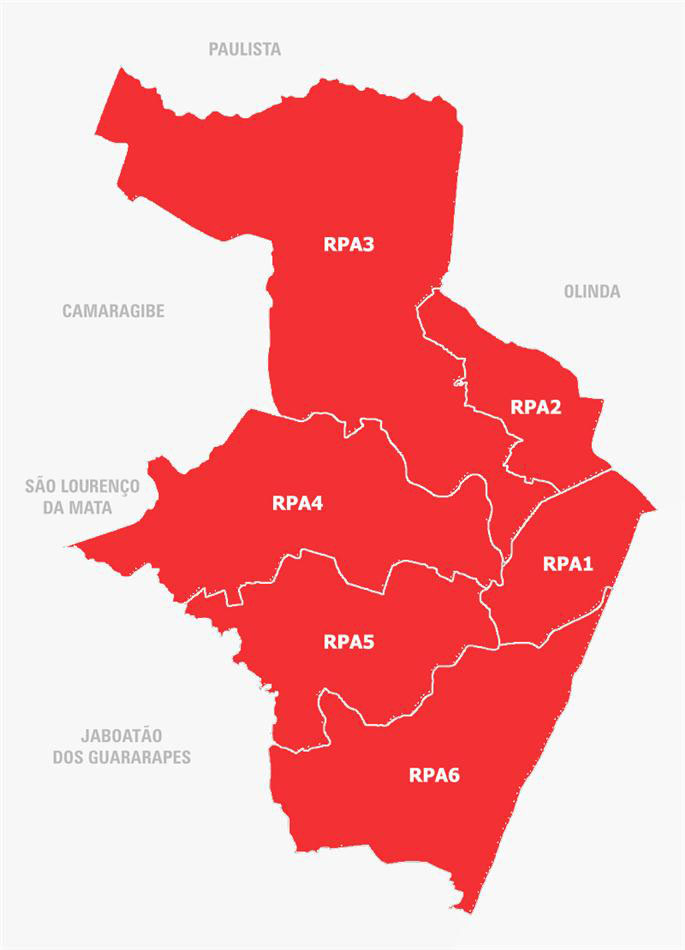 PAULISTA
RPA3
OLINDA
CAMARAGIBE
RPA2
SÃO LOURENÇO
DA MATA
RPA4
RPA1
RPA5
JABOATÃO
DOS GUARARAPES
RPA6